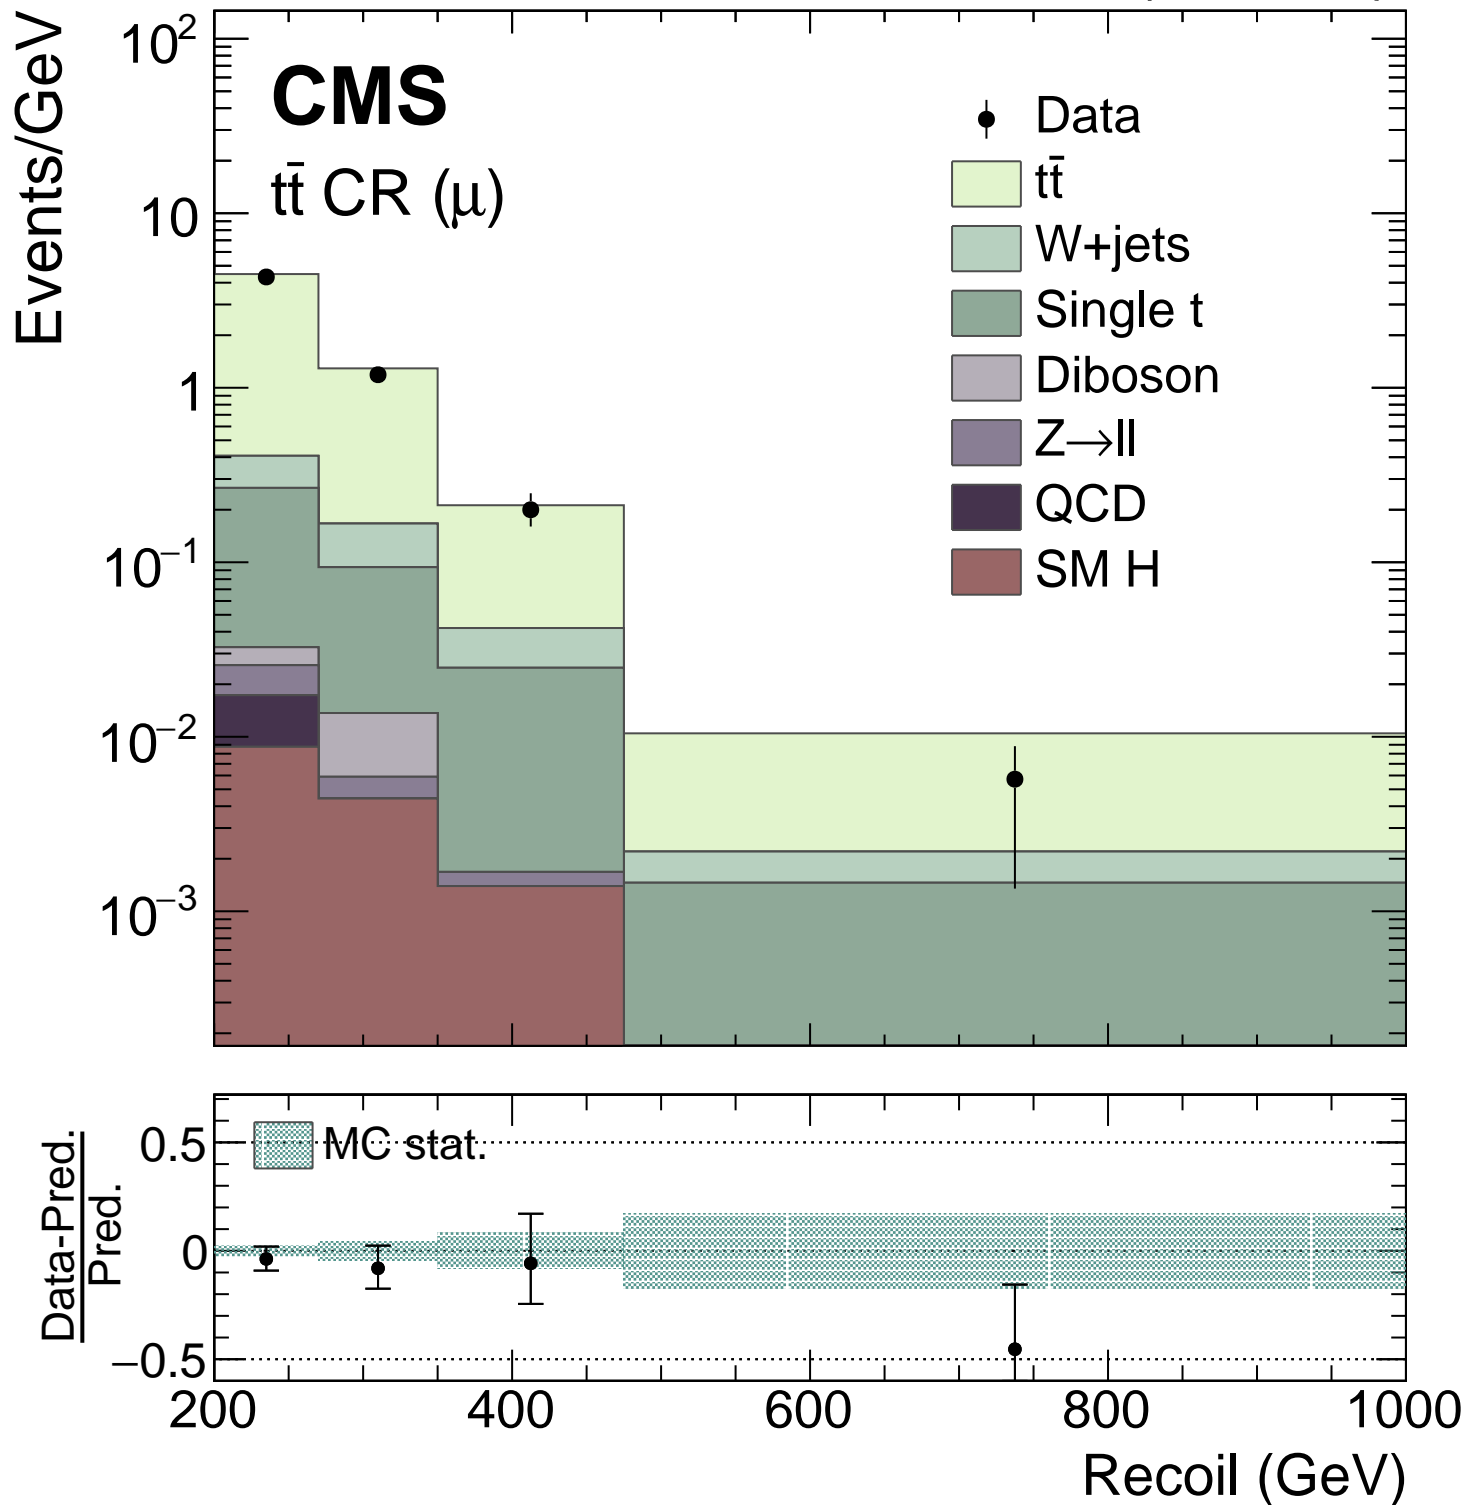 Events/GeV
10²
10
1
10⁻¹
10⁻²
10⁻³
CMS
tt̄ CR (μ)
Data
tt̄
W+jets
Single t
Diboson
Z→ll
QCD
SM H
Data-Pred.
Pred.
0.5
0
−0.5
MC stat.
200
400
600
800
1000
Recoil (GeV)